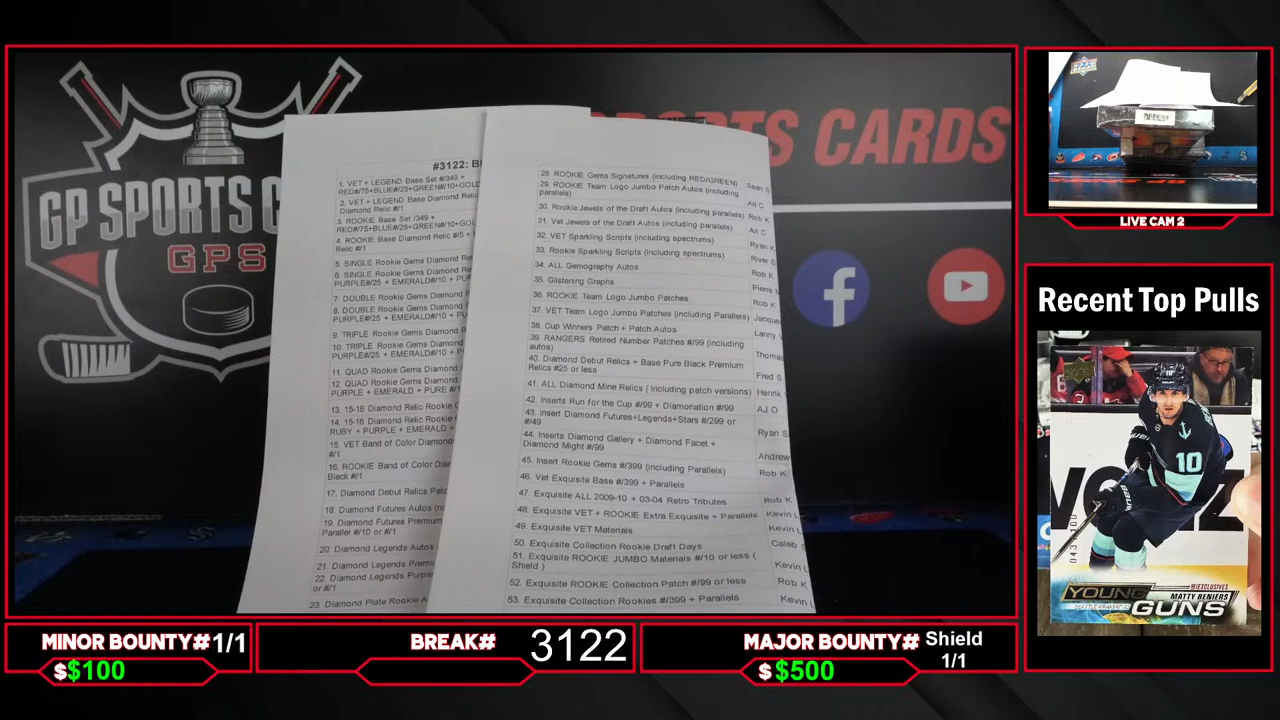 GP SPORTS C
GPS
SPORTS CARDS
#3122: B
1. VET + LEGEND Base Set #/349 +
RED#/75+BLUE#/25+GREEN#/10+GOLD
2. VET + LEGEND Base Diamond Relic
Diamond Relic #/1
3. ROOKIE Base Set /349 +
RED#/75+BLUE#/25+GREEN#/10+GOL
4. ROOKIE Base Diamond Relic #/5 +
Relic #/1
5. SINGLE Rookie Gems Diamond Re
6. SINGLE Rookie Gems Diamond Re
PURPLE#/25 + EMERALD#/10 + PUR
7. DOUBLE Rookie Gems Diamond
8. DOUBLE Rookie Gems Diamond
PURPLE#/25 + EMERALD#/10 +
9. TRIPLE Rookie Gems Diamond R
10. TRIPLE Rookie Gems Diamond
PURPLE#/25 + EMERALD#/10 + P
11. QUAD Rookie Gems Diamond
12. QUAD Rookie Gems Diamond
PURPLE + EMERALD + PURE #/1
13. 15-16 Diamond Relic Rookie
14. 15-16 Diamond Relic Rookie
RUBY + PURPLE + EMERALD +
15. VET Band of Color Diamond
#/1
16. ROOKIE Band of Color Dia
Black #/1
17. Diamond Debut Relics Patc
18. Diamond Futures Autos
19. Diamond Futures Premium
Parallel #/10 or #/1
20. Diamond Legends Autos
21. Diamond Legends Premi
22. Diamond Legends Purple
or #/1
23. Diamond Plate Rookie A
28. ROOKIE Gems Signatures (including RED/GREEN) Sean S
29. ROOKIE Team Logo Jumbo Patch Autos (including
parallels) Ari C
30. Rookie Jewels of the Draft Autos (including parallels) Rob K
31. Vet Jewels of the Draft Autos (including parallels) Ari C
32. VET Sparkling Scripts (including spectrums) Ryan K
33. Rookie Sparkling Scripts (including spectrums) River S
34. ALL Gemography Autos Rob K
35. Glistening Graphs Pierre
36. ROOKIE Team Logo Jumbo Patches Rob K
37. VET Team Logo Jumbo Patches (including Parallels) Jacque
38. Cup Winners Patch + Patch Autos Lanny
39. RANGERS Retired Number Patches #/99 (including
autos) Thomas
40. Diamond Debut Relics + Base Pure Black Premium
Relics #25 or less Fred S
41. ALL Diamond Mine Relics ( including patch versions) Henrik
42. Inserts Run for the Cup #/99 + Diamonation #/99 AJ O
43. Insert Diamond Futures+Legends+Stars #/299 or
#/49 Ryan S
44. Inserts Diamond Gallery + Diamond Facet +
Diamond Might #/99 Andrew
45. Insert Rookie Gems #/399 (including Parallels) Rob K
46. Vet Exquisite Base #/399 + Parallels
47. Exquisite ALL 2009-10 + 03-04 Retro Tributes Rob K
48. Exquisite VET + ROOKIE Extra Exquisite + Parallels Kevin L
49. Exquisite VET Materials Kevin L
50. Exquisite Collection Rookie Draft Days Caleb
51. Exquisite ROOKIE JUMBO Materials #/10 or less (
Shield ) Kevin L
52. Exquisite ROOKIE Collection Patch #/99 or less Rob K
53. Exquisite Collection Rookies #/399 + Parallels Kevin L
LIVE CAM 2
Recent Top Pulls
10
YOUNG
GUNS
EXCLUSIVES
MATTY BENIERS
MINOR BOUNTY# 1/1
$$100
BREAK# 3122
MAJOR BOUNTY# Shield
1/1
$ $500